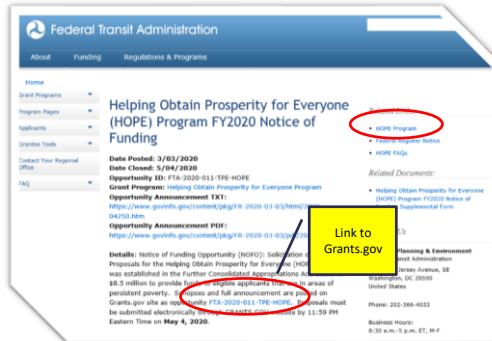 Federal Transit Administration
About
Funding
Regulations & Programs
Home
Grant Programs
Program Pages
Applicants
Grantee Tools
Contact Your Regional
Office
FAQ
Helping Obtain Prosperity for Everyone
(HOPE) Program FY2020 Notice of
Funding
Date Posted: 3/03/2020
Date Closed: 5/04/2020
Opportunity ID: FTA-2020-011-TPE-HOPE
Grant Program: Helping Obtain Prosperity for Everyone Program
Opportunity Announcement TXT:
https://www.govinfo.gov/content/pkg/FR-2020-03-03/html/
04250.htm
Opportunity Announcement PDF:
https://www.govinfo.gov/content/pkg/FR-2020-03-03/
Details: Notice of Funding Opportunity (NOFO): Solicitation
Proposals for the Helping Obtain Prosperity for Everyone (HOPE
was established in the Further Consolidated Appropriations
$8.5 million to provide to eligible applicants in areas of
persistent poverty. Synopses and full announcement are posted on
Grants.gov site as opportunity FTA-2020-011-TPE-HOPE. Proposals must
be submitted electronically through GRANTS.GOV website by 11:59 PM
Eastern Time on May 4, 2020.
Link to
Grants.gov
HOPE Program
Federal Register Notice
HOPE FAQs
Related Documents:
Helping Obtain Prosperity for Everyone
(HOPE) Program FY2020 Notice of
Supplemental Form
Us
Planning & Environment
Transit Administration
Jersey Avenue, SE
Washington, DC 20590
United States
Phone: 202-366-4033
Business Hours:
8:30 a.m.-5 p.m. ET, M-F